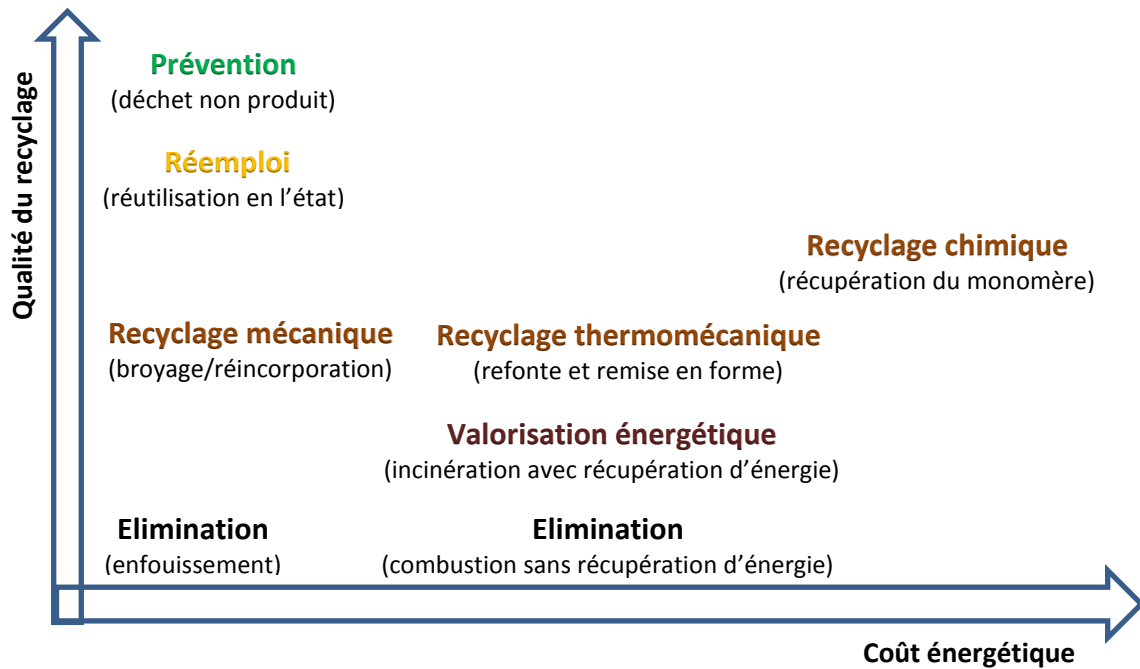 Qualité du recyclage
Prévention
(déchet non produit)
Réemploi
(réutilisation en l’état)
Recyclage chimique
(récupération du monomère)
Recyclage mécanique
(broyage/réincorporation)
Recyclage thermomécanique
(refonte et remise en forme)
Valorisation énergétique
(incinération avec récupération d’énergie)
Elimination
(enfouissement)
Elimination
(combustion sans récupération d’énergie)
Coût énergétique